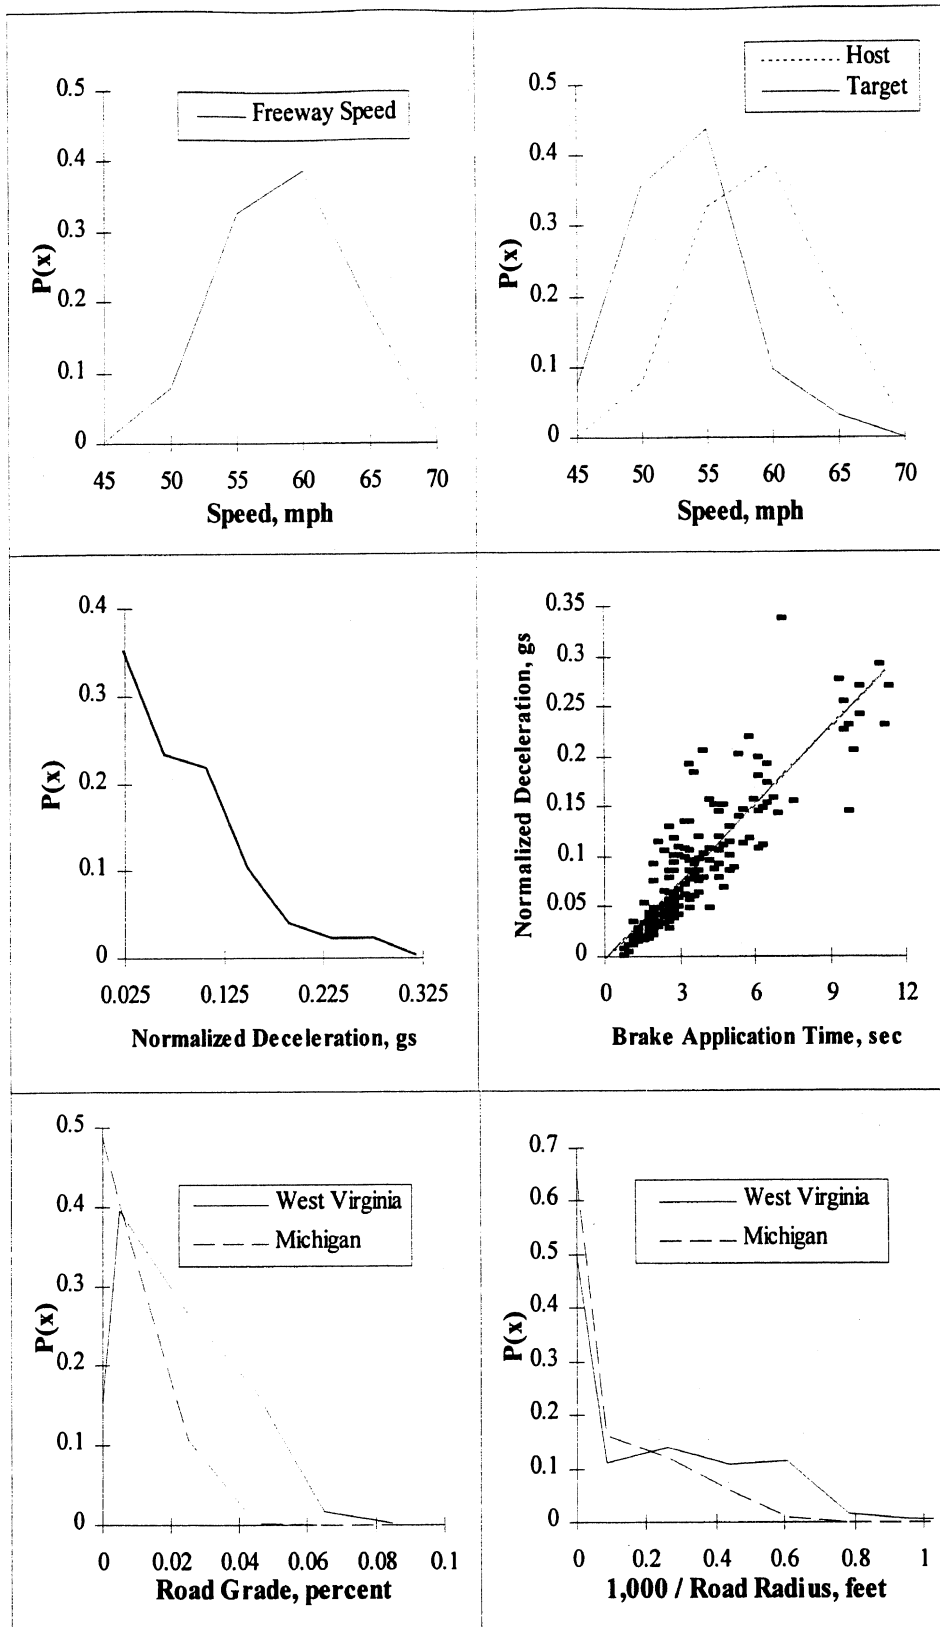 Freeway Speed
0.5
0.4
0.3
0.2
0.1
0
P(x)
45 50 55 60 65 70
Speed, mph
Host
Target
0.5
0.4
0.3
0.2
0.1
0
P(x)
45 50 55 60 65 70
Speed, mph
0.4
0.3
0.2
0.1
0
P(x)
0.025 0.125 0.225 0.325
Normalized Deceleration, gs
0.35
0.3
0.25
0.2
0.15
0.1
0.05
0
Normalized Deceleration, gs
0 3 6 9 12
Brake Application Time, sec
0.5
0.4
0.3
0.2
0.1
0
P(x)
West Virginia
Michigan
0 0.02 0.04 0.06 0.08 0.1
Road Grade, percent
0.7
0.6
0.5
0.4
0.3
0.2
0.1
0
P(x)
West Virginia
Michigan
0 0.2 0.4 0.6 0.8 1
1,000 / Road Radius, feet